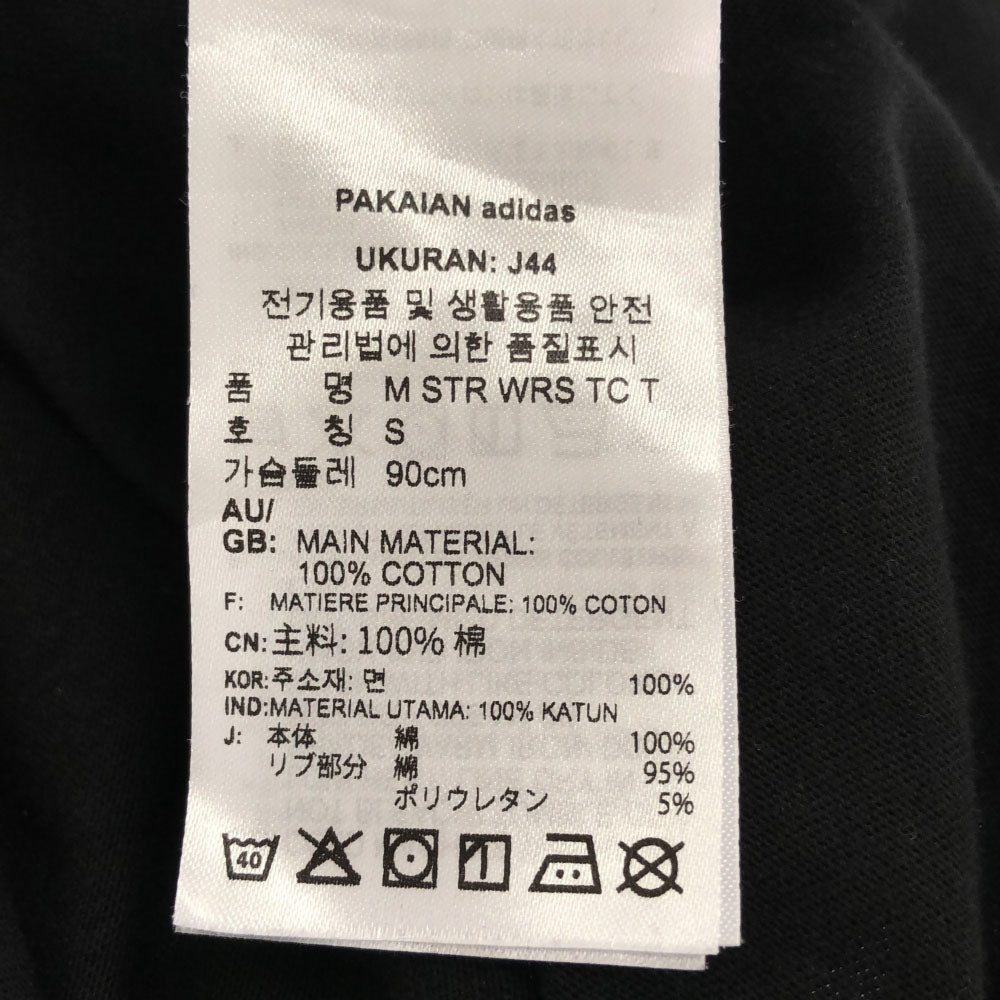 PAKAIAN adidas
UKURAN: J44
전기용품 및 생활용품 안전
관리법에 의한 품질표시
품 명 M STR WRS TC T
호 칭 S
가슴둘레 90cm
AU/
GB: MAIN MATERIAL:
100% COTTON
F: MATIERE PRINCIPALE: 100% COTON
CN: 主料: 100% 棉
KOR: 주소재: 면 100%
IND: MATERIAL UTAMA: 100% KATUN
J: 本体 綿 100%
リブ部分 綿 95%
ポリウレタン 5%
40